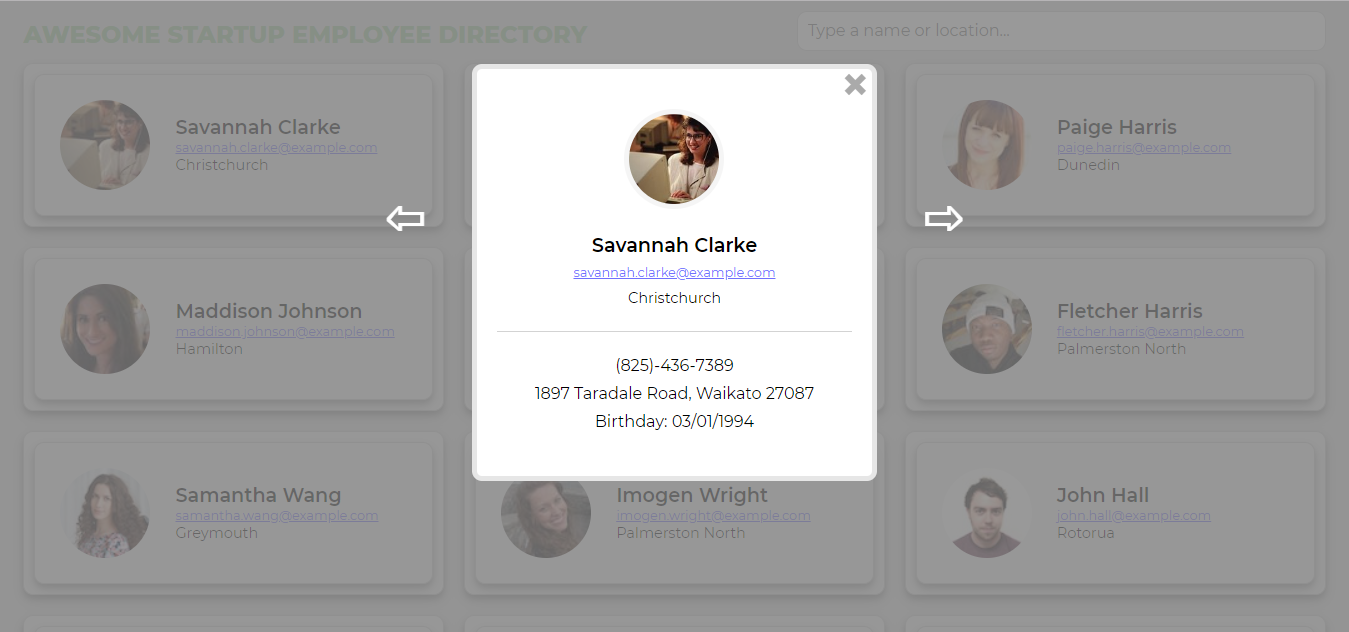 AWESOME STARTUP EMPLOYEE DIRECTORY
Type a name or location...
Savannah Clarke
savannah.clarke@example.com
Christchurch
Paige Harris
paige.harris@example.com
Dunedin
Savannah Clarke
savannah.clarke@example.com
Christchurch
(825)-436-7389
1897 Taradale Road, Waikato 27087
Birthday: 03/01/1994
Maddison Johnson
maddison.johnson@example.com
Hamilton
Fletcher Harris
fletcher.harris@example.com
Palmerston North
Samantha Wang
samantha.wang@example.com
Greymouth
Imogen Wright
imogen.wright@example.com
Palmerston North
John Hall
john.hall@example.com
Rotorua